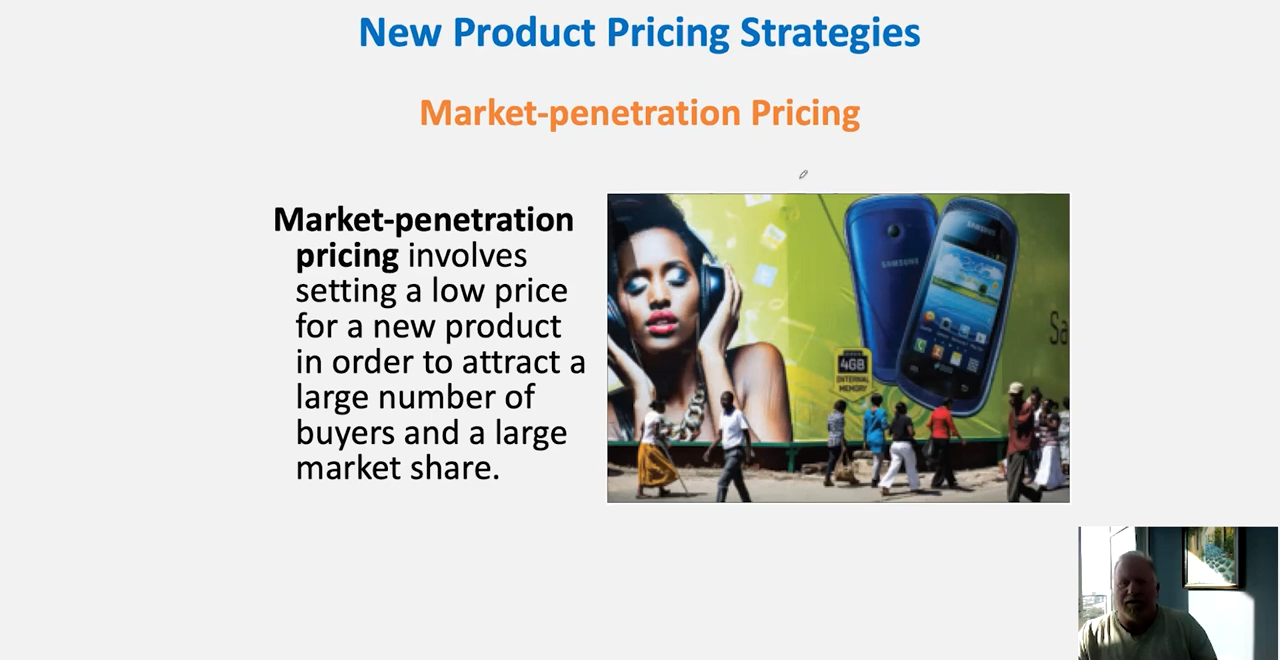 New Product Pricing Strategies
Market-penetration Pricing
Market-penetration
pricing involves
setting a low price
for a new product
in order to attract a
large number of
buyers and a large
market share.
SAMSUNG
SAMSUNG
4GB
INTERNAL
MEMORY
Sa